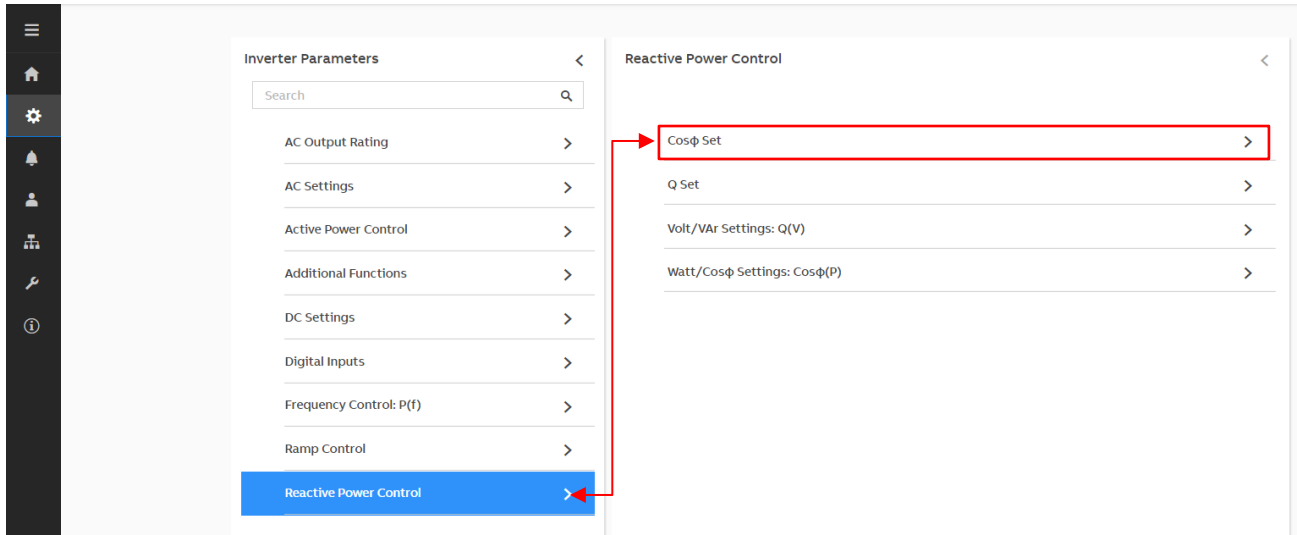 Inverter Parameters
Search
AC Output Rating
AC Settings
Active Power Control
Additional Functions
DC Settings
Digital Inputs
Frequency Control: P(f)
Ramp Control
Reactive Power Control
Reactive Power Control
Cosφ Set
Q Set
Volt/VAr Settings: Q(V)
Watt/Cosφ Settings: Cosφ(P)